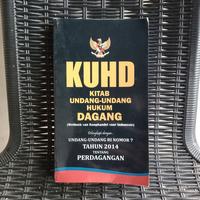 KUHD
KITAB
UNDANG-UNDANG
HUKUM
DAGANG
(Wetboek van Koophandel voor Indonesie)
Dilengkapi dengan
UNDANG-UNDANG RI NOMOR 7
TAHUN 2014
TENTANG
PERDAGANGAN